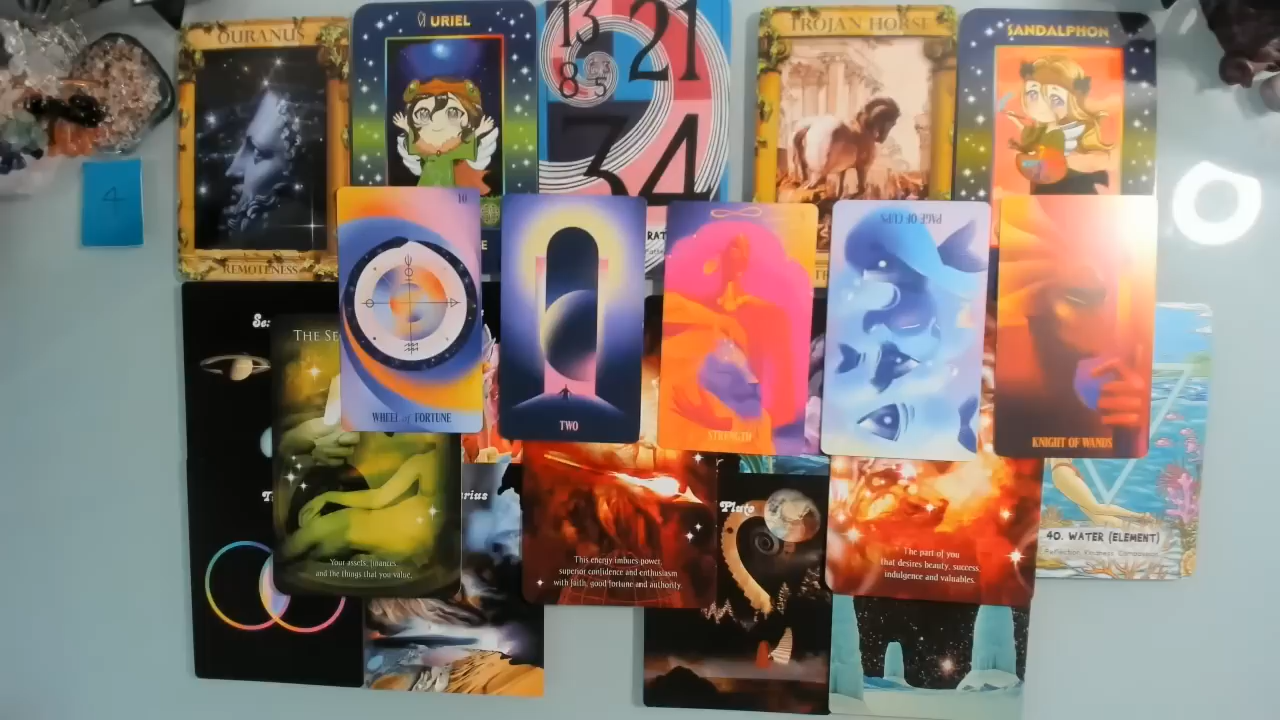 OURANUS
URIEL
13
21
8
5
34
TROJAN HORSE
SANDALPHON
4
REMOTENESS
10
WHEEL of FORTUNE
TWO
STRENGTH
PAGE OF CUPS
KNIGHT OF WANDS
THE
Pluto
40. WATER (ELEMENT)
Reflection, Kindness, Compassion
Your assets, finances,
and the things that you value.
This energy imbues power,
superior confidence and enthusiasm
with faith, good fortune and authority.
The part of you
that desires beauty, success,
indulgence and valuables.